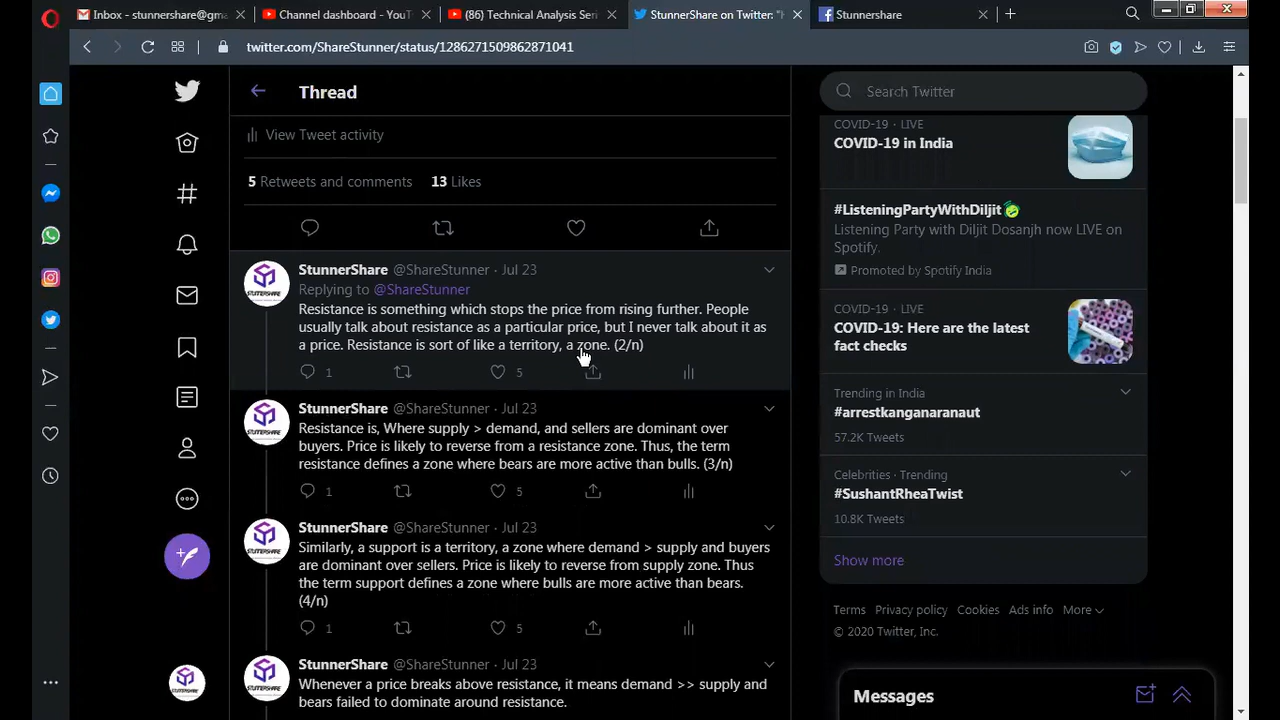 Inbox - stunnershare@gma
Channel dashboard - YouT
(80) Technical Analysis Seri
StunnerShare on Twitter: "H
Stunnershare
twitter.com/ShareStunner/status/1286271509862871041
Thread
Search Twitter
View Tweet activity
5 Retweets and comments 13 Likes
StunnerShare @ShareStunner · Jul 23
Replying to @ShareStunner
Resistance is something which stops the price from rising further. People
usually talk about resistance as a particular price, but I never talk about it as
a price. Resistance is sort of like a territory, a zone. (2/n)
1 5
StunnerShare @ShareStunner · Jul 23
Resistance is, Where supply > demand, and sellers are dominant over
buyers. Price is likely to reverse from a resistance zone. Thus, the term
resistance defines a zone where bears are more active than bulls. (3/n)
1 5
StunnerShare @ShareStunner · Jul 23
Similarly, a support is a territory, a zone where demand > supply and buyers
are dominant over sellers. Price is likely to reverse from supply zone. Thus
the term support defines a zone where bulls are more active than bears.
(4/n)
1 5
StunnerShare @ShareStunner · Jul 23
Whenever a price breaks above resistance, it means demand >> supply and
bears failed to dominate around resistance.
COVID-19 · LIVE
COVID-19 in India
#ListeningPartyWithDiljit
Listening Party with Diljit Dosanjh now LIVE on
Spotify.
Promoted by Spotify India
COVID-19 · LIVE
COVID-19: Here are the latest
fact checks
Trending in India
#arrestkanganaranaut
57.2K Tweets
Celebrities · Trending
#SushantRheaTwist
10.8K Tweets
Show more
Terms Privacy policy Cookies Ads info More
© 2020 Twitter, Inc.
Messages